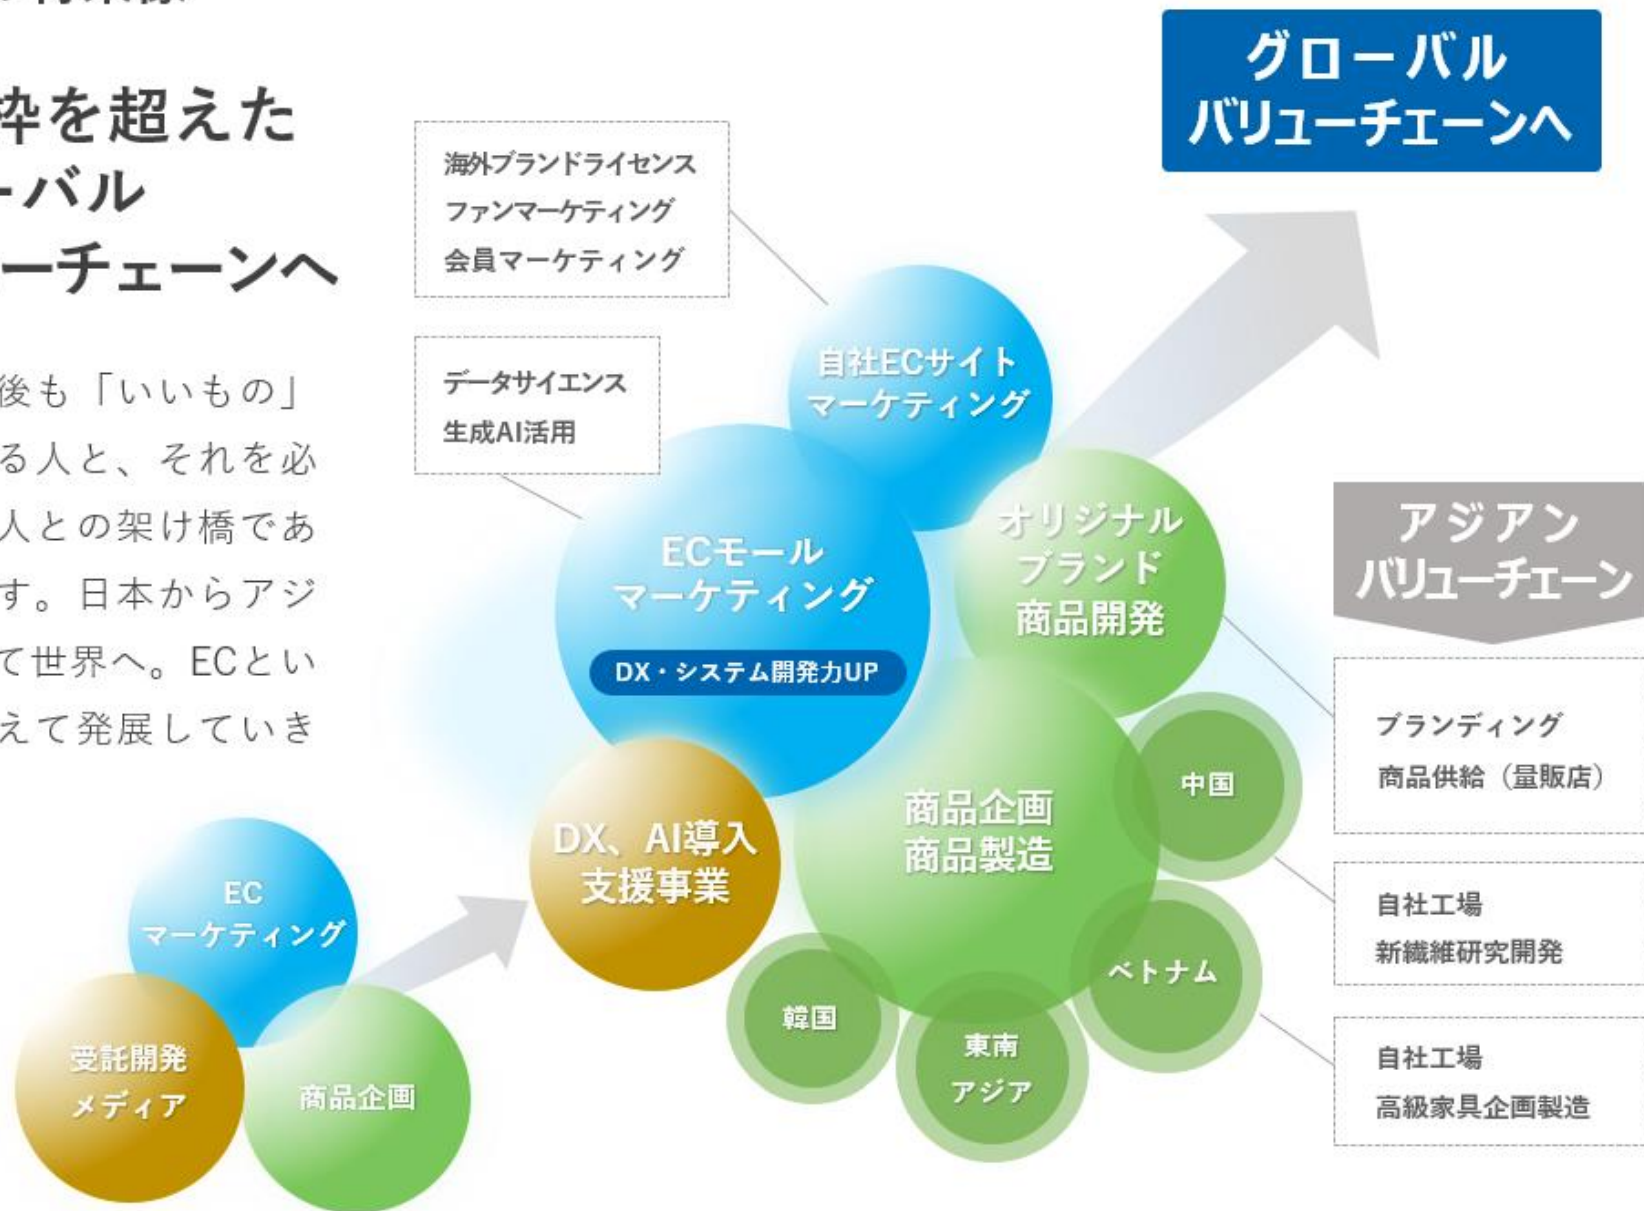 枠を超えた
ーバル
ーチェーンへ
後も「いいもの」
る人と、それを必
人との架け橋であ
す。日本からアジ
て世界へ。ECとい
えて発展していき
グローバル
バリューチェーンへ
海外ブランドライセンス
ファンマーケティング
会員マーケティング
データサイエンス
生成AI活用
自社ECサイト
マーケティング
ECモール
マーケティング
DX・システム開発力UP
オリジナル
ブランド
商品開発
アジアン
バリューチェーン
ブランディング
商品供給（量販店）
自社工場
新繊維研究開発
自社工場
高級家具企画製造
商品企画
商品製造
中国
ベトナム
東南
アジア
韓国
DX、AI導入
支援事業
EC
マーケティング
受託開発
メディア
商品企画